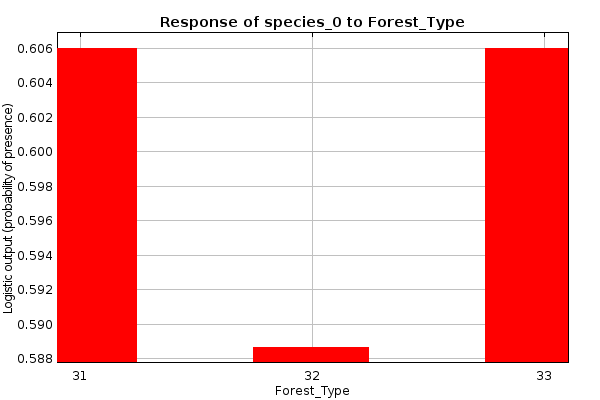 Response of species_0 to Forest_Type
Logistic output (probability of presence)
0.606
0.604
0.602
0.600
0.598
0.596
0.594
0.592
0.590
0.588
31 32 33
Forest_Type